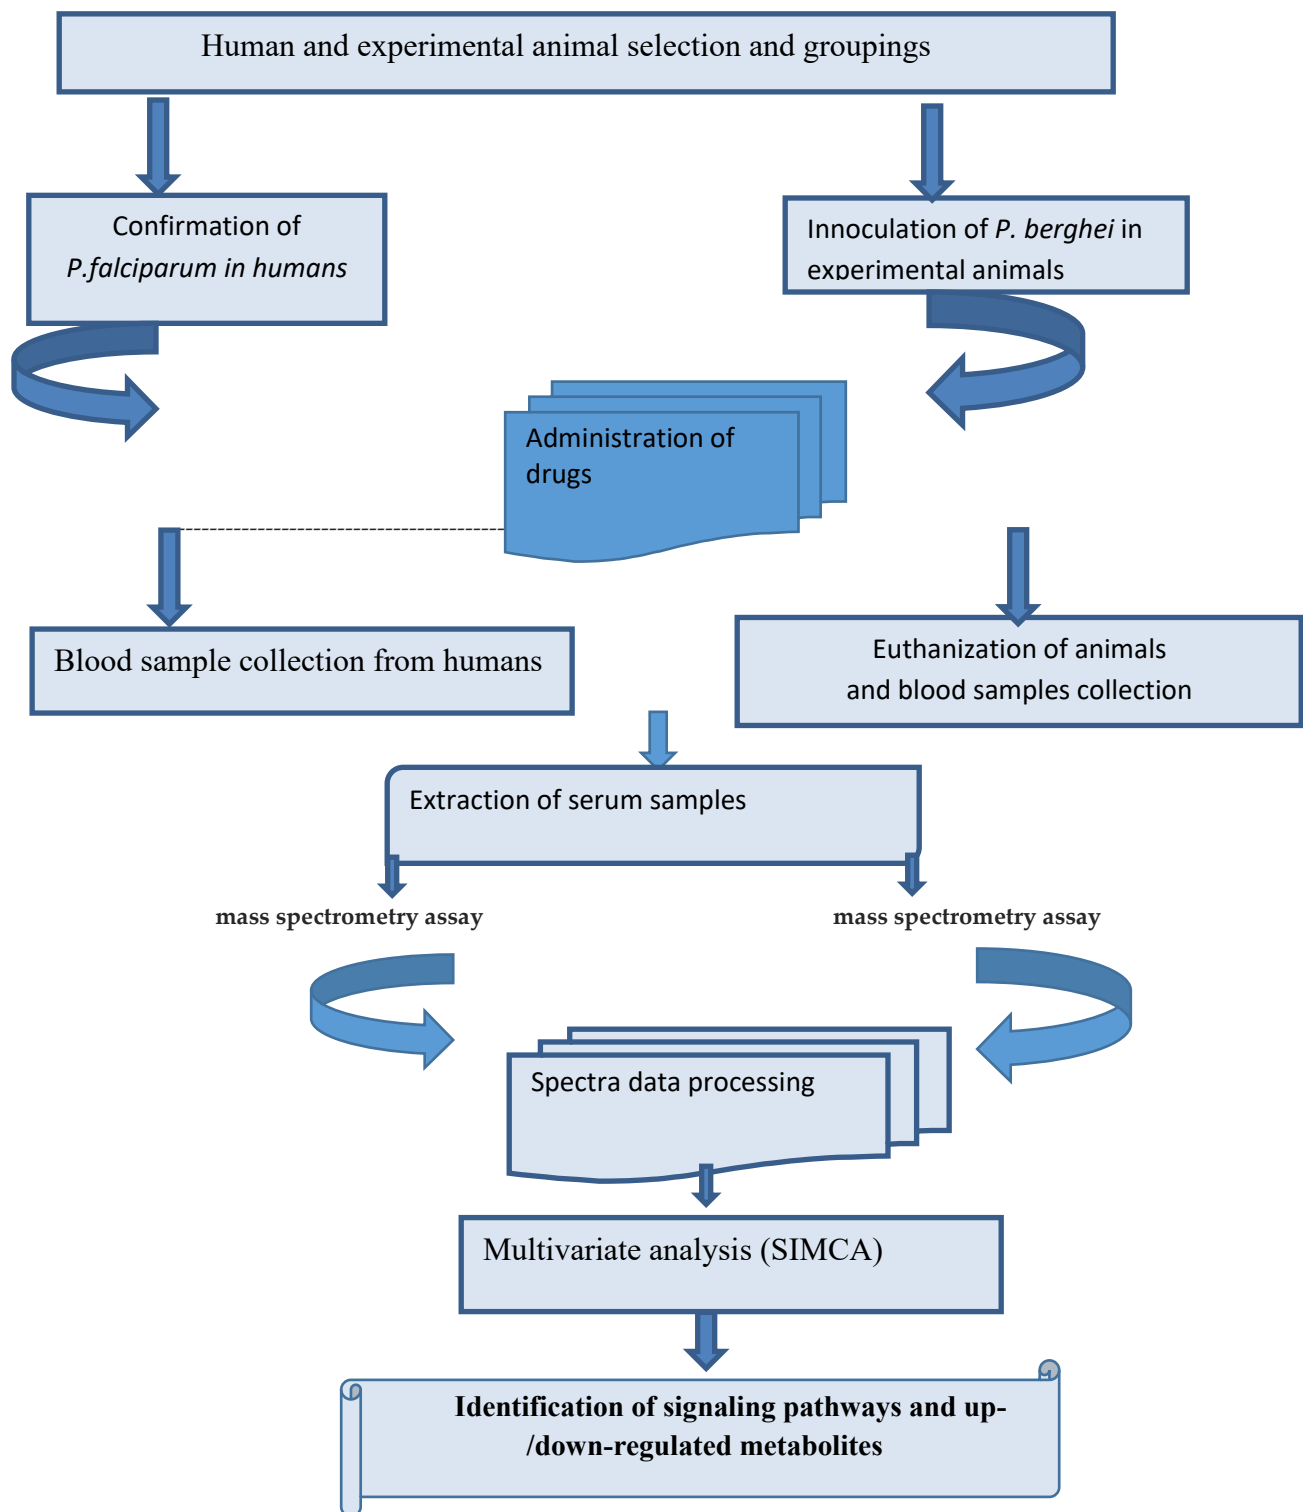 Human and experimental animal selection and groupings
Confirmation of
P.falciparum in humans
Innoculation of P. berghei in
experimental animals
Administration of
drugs
Blood sample collection from humans
Euthanization of animals
and blood samples collection
Extraction of serum samples
mass spectrometry assay
mass spectrometry assay
Spectra data processing
Multivariate analysis (SIMCA)
Identification of signaling pathways and up-
/down-regulated metabolites